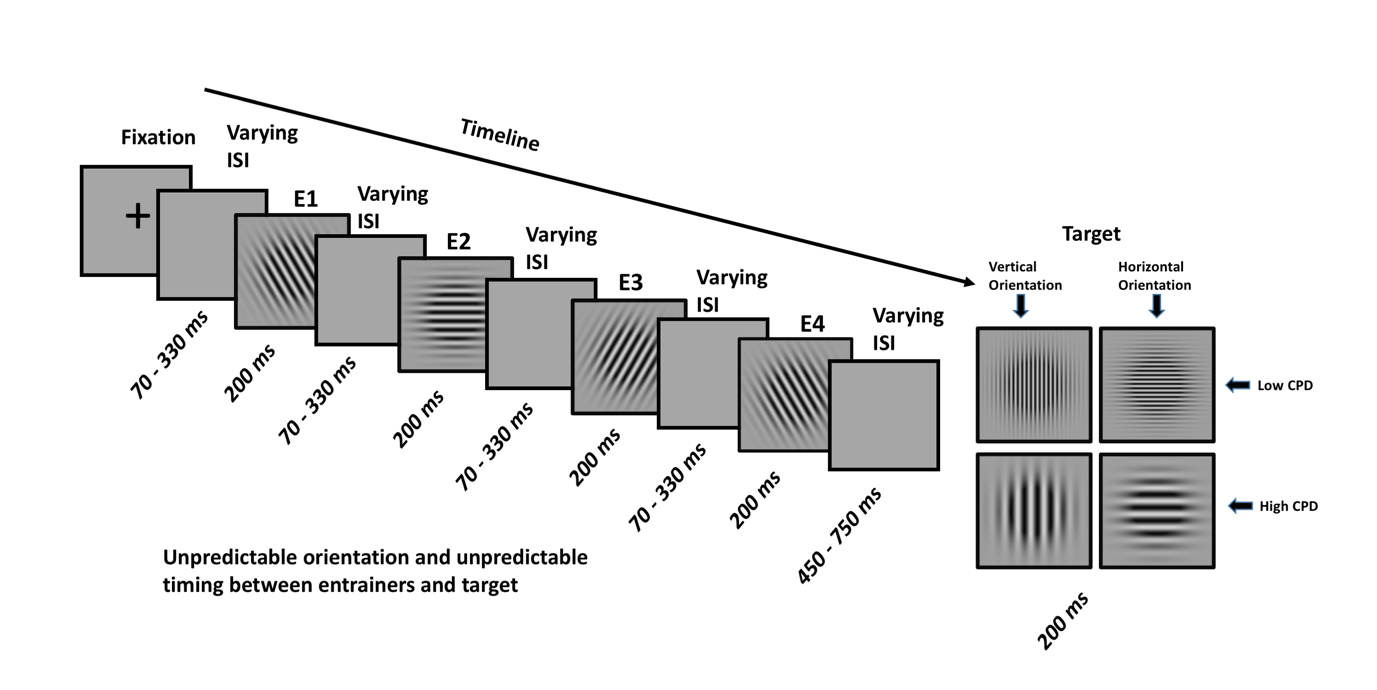 Fixation
Varying
ISI
Timeline
E1
Varying
ISI
E2
Varying
ISI
E3
Varying
ISI
E4
Varying
ISI
Target
Vertical
Orientation
Horizontal
Orientation
Low CPD
High CPD
70 - 330 ms
200 ms
70 - 330 ms
200 ms
70 - 330 ms
200 ms
70 - 330 ms
200 ms
450 - 750 ms
200 ms
Unpredictable orientation and unpredictable
timing between entrainers and target